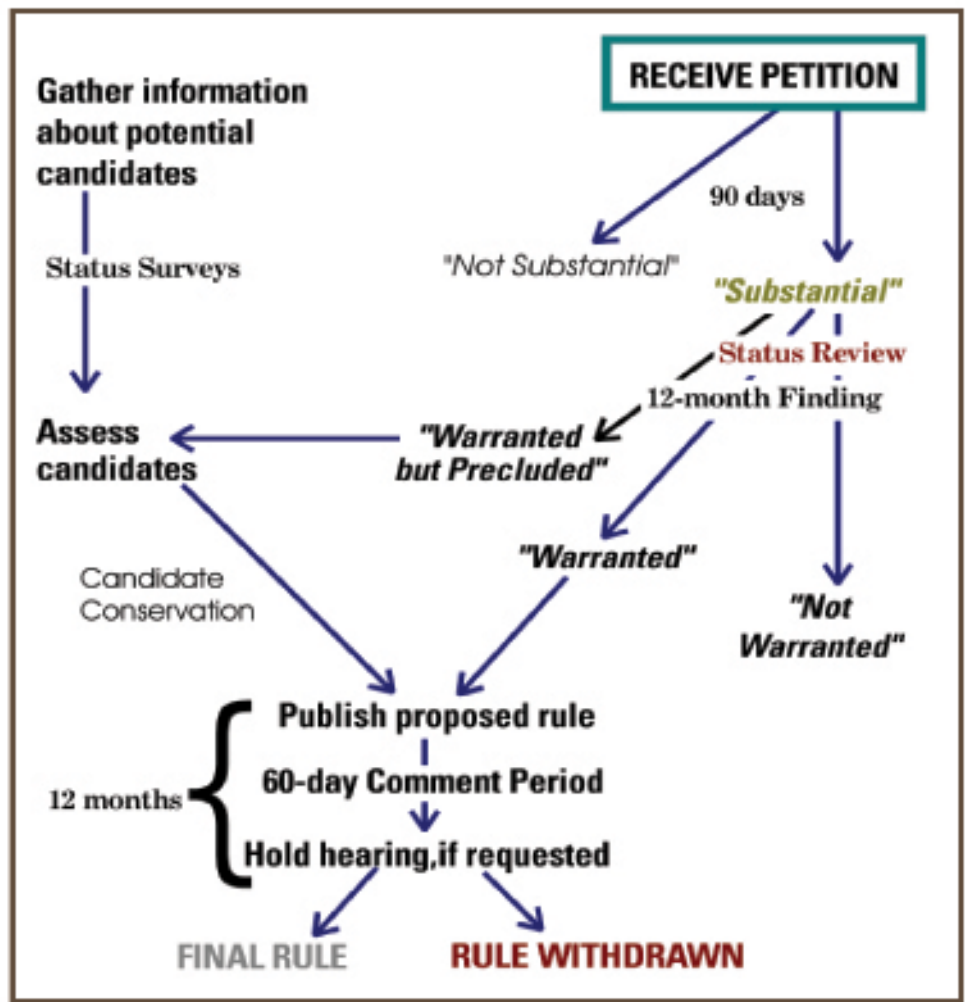 RECEIVE PETITION
Gather information
about potential
candidates
90 days
"Not Substantial"
Status Surveys
"Substantial"
Status Review
12-month Finding
Assess
candidates
"Warranted
but Precluded"
"Warranted"
Candidate
Conservation
"Not
Warranted"
Publish proposed rule
60-day Comment Period
12 months
Hold hearing,if requested
FINAL RULE
RULE WITHDRAWN